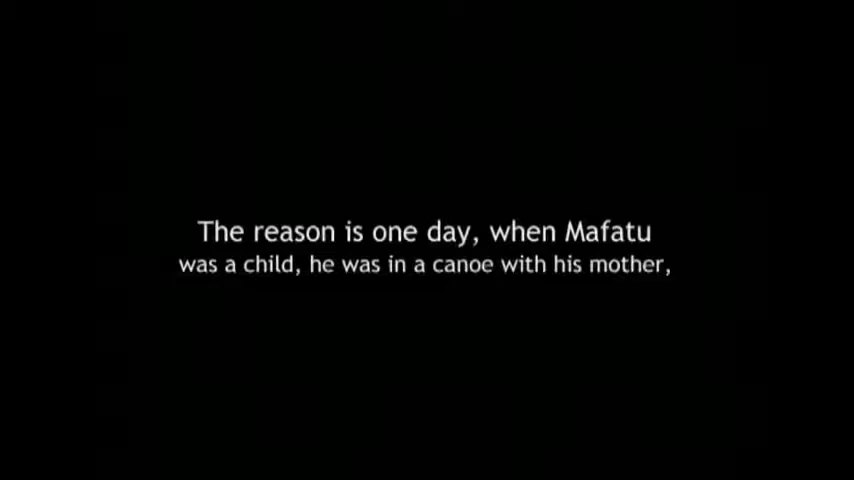 The reason is one day, when Mafatu
was a child, he was in a canoe with his mother,